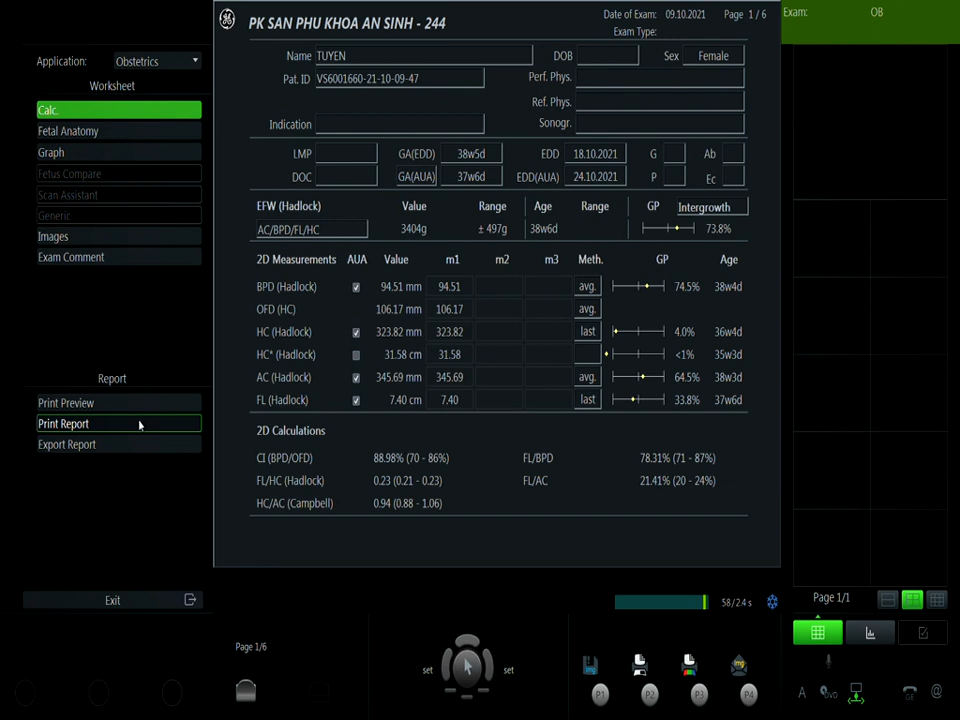 PK SAN PHU KHOA AN SINH - 244
Date of Exam: 09.10.2021 Page 1 / 6
Exam Type:
Exam: OB
Application: Obstetrics
Worksheet
Calc.
Fetal Anatomy
Graph
Fetus Compare
Scan Assistant
Generic
Images
Exam Comment
Report
Print Preview
Print Report
Export Report
Exit
Name TUYEN DOB Sex Female
Pat. ID VS6001660-21-10-09-47 Perf. Phys.
Ref. Phys.
Indication Sonogr.
LMP GA(EDD) 38w5d EDD 18.10.2021 G Ab
DOC GA(AUA) 37w6d EDD(AUA) 24.10.2021 P Ec
EFW (Hadlock) Value Range Age Range GP Intergrowth
AC/BPD/FL/HC 3404g ± 497g 38w6d 73.8%
2D Measurements AUA Value m1 m2 m3 Meth. GP Age
BPD (Hadlock) 94.51 mm 94.51 avg. 74.5% 38w4d
OFD (HC) 106.17 mm 106.17 avg.
HC (Hadlock) 323.82 mm 323.82 last 4.0% 36w4d
HC* (Hadlock) 31.58 cm 31.58 <1% 35w3d
AC (Hadlock) 345.69 mm 345.69 avg. 64.5% 38w3d
FL (Hadlock) 7.40 cm 7.40 last 33.8% 37w6d
2D Calculations
CI (BPD/OFD) 88.98% (70 - 86%) FL/BPD 78.31% (71 - 87%)
FL/HC (Hadlock) 0.23 (0.21 - 0.23) FL/AC 21.41% (20 - 24%)
HC/AC (Campbell) 0.94 (0.88 - 1.06)
58/2.4 s
Page 1/1
Page 1/6
set set
img
P1 P2 P3 P4
A DVD @